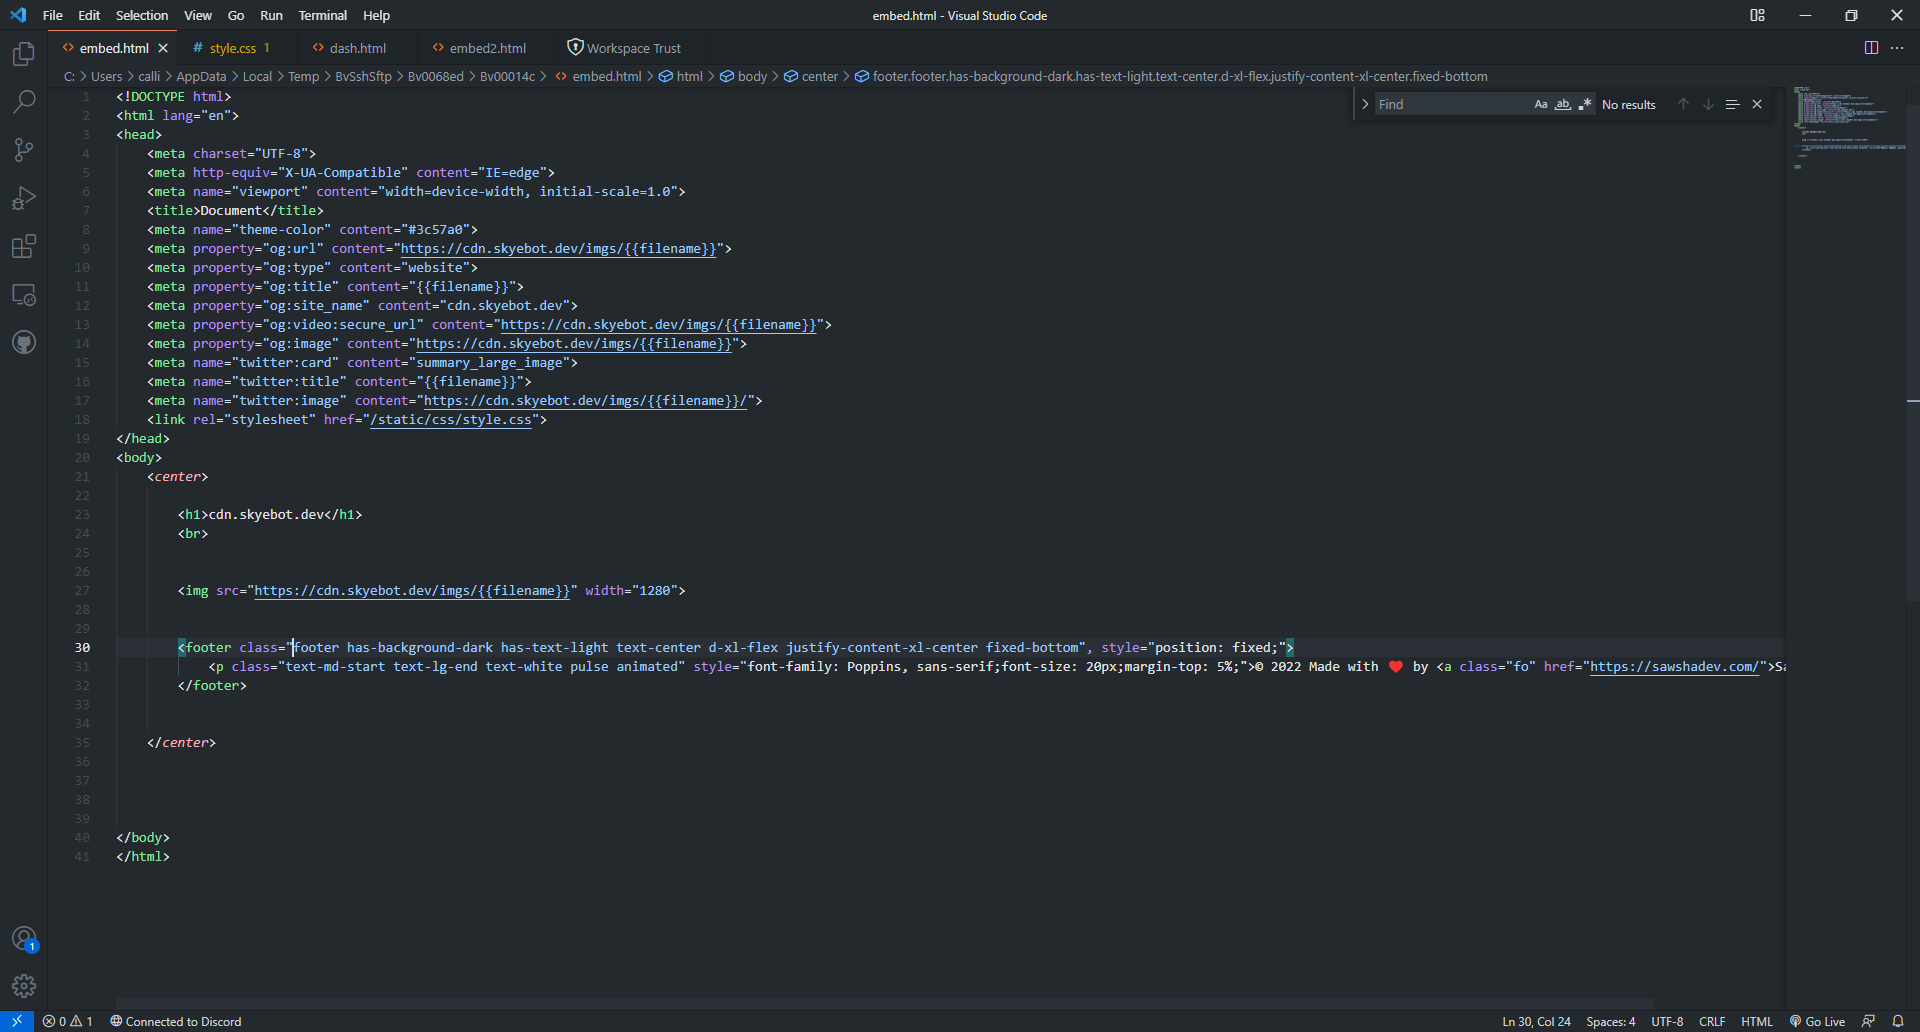 File Edit Selection View Go Run Terminal Help
embed.html - Visual Studio Code
embed.html
style.css 1
dash.html
embed2.html
Workspace Trust
C: > Users > calli > AppData > Local > Temp > BvSshSftp > Bv0068ed > Bv00014c > embed.html > html > body > center > footer.footer.has-background-dark.has-text-light.text-center.d-xl-flex.justify-content-xl-center.fixed-bottom
Find Aa ab .* No results
1 <!DOCTYPE html>
2 <html lang="en">
3 <head>
4 <meta charset="UTF-8">
5 <meta http-equiv="X-UA-Compatible" content="IE=edge">
6 <meta name="viewport" content="width=device-width, initial-scale=1.0">
7 <title>Document</title>
8 <meta name="theme-color" content="#3c57a0">
9 <meta property="og:url" content="https://cdn.skyebot.dev/imgs/{{filename}}">
10 <meta property="og:type" content="website">
11 <meta property="og:title" content="{{filename}}">
12 <meta property="og:site_name" content="cdn.skyebot.dev">
13 <meta property="og:video:secure_url" content="https://cdn.skyebot.dev/imgs/{{filename}}">
14 <meta property="og:image" content="https://cdn.skyebot.dev/imgs/{{filename}}">
15 <meta name="twitter:card" content="summary_large_image">
16 <meta name="twitter:title" content="{{filename}}">
17 <meta name="twitter:image" content="https://cdn.skyebot.dev/imgs/{{filename}}/">
18 <link rel="stylesheet" href="/static/css/style.css">
19 </head>
20 <body>
21 <center>
22
23 <h1>cdn.skyebot.dev</h1>
24 <br>
25
26
27 <img src="https://cdn.skyebot.dev/imgs/{{filename}}" width="1280">
28
29
30 <footer class="footer has-background-dark has-text-light text-center d-xl-flex justify-content-xl-center fixed-bottom", style="position: fixed;">
31 <p class="text-md-start text-lg-end text-white pulse animated" style="font-family: Poppins, sans-serif;font-size: 20px;margin-top: 5%;">© 2022 Made with ❤️ by <a class="fo" href="https://sawshadev.com/">Sa
32 </footer>
33
34
35 </center>
36
37
38
39
40 </body>
41 </html>
1
0 1 Connected to Discord
Ln 30, Col 24 Spaces: 4 UTF-8 CRLF HTML Go Live